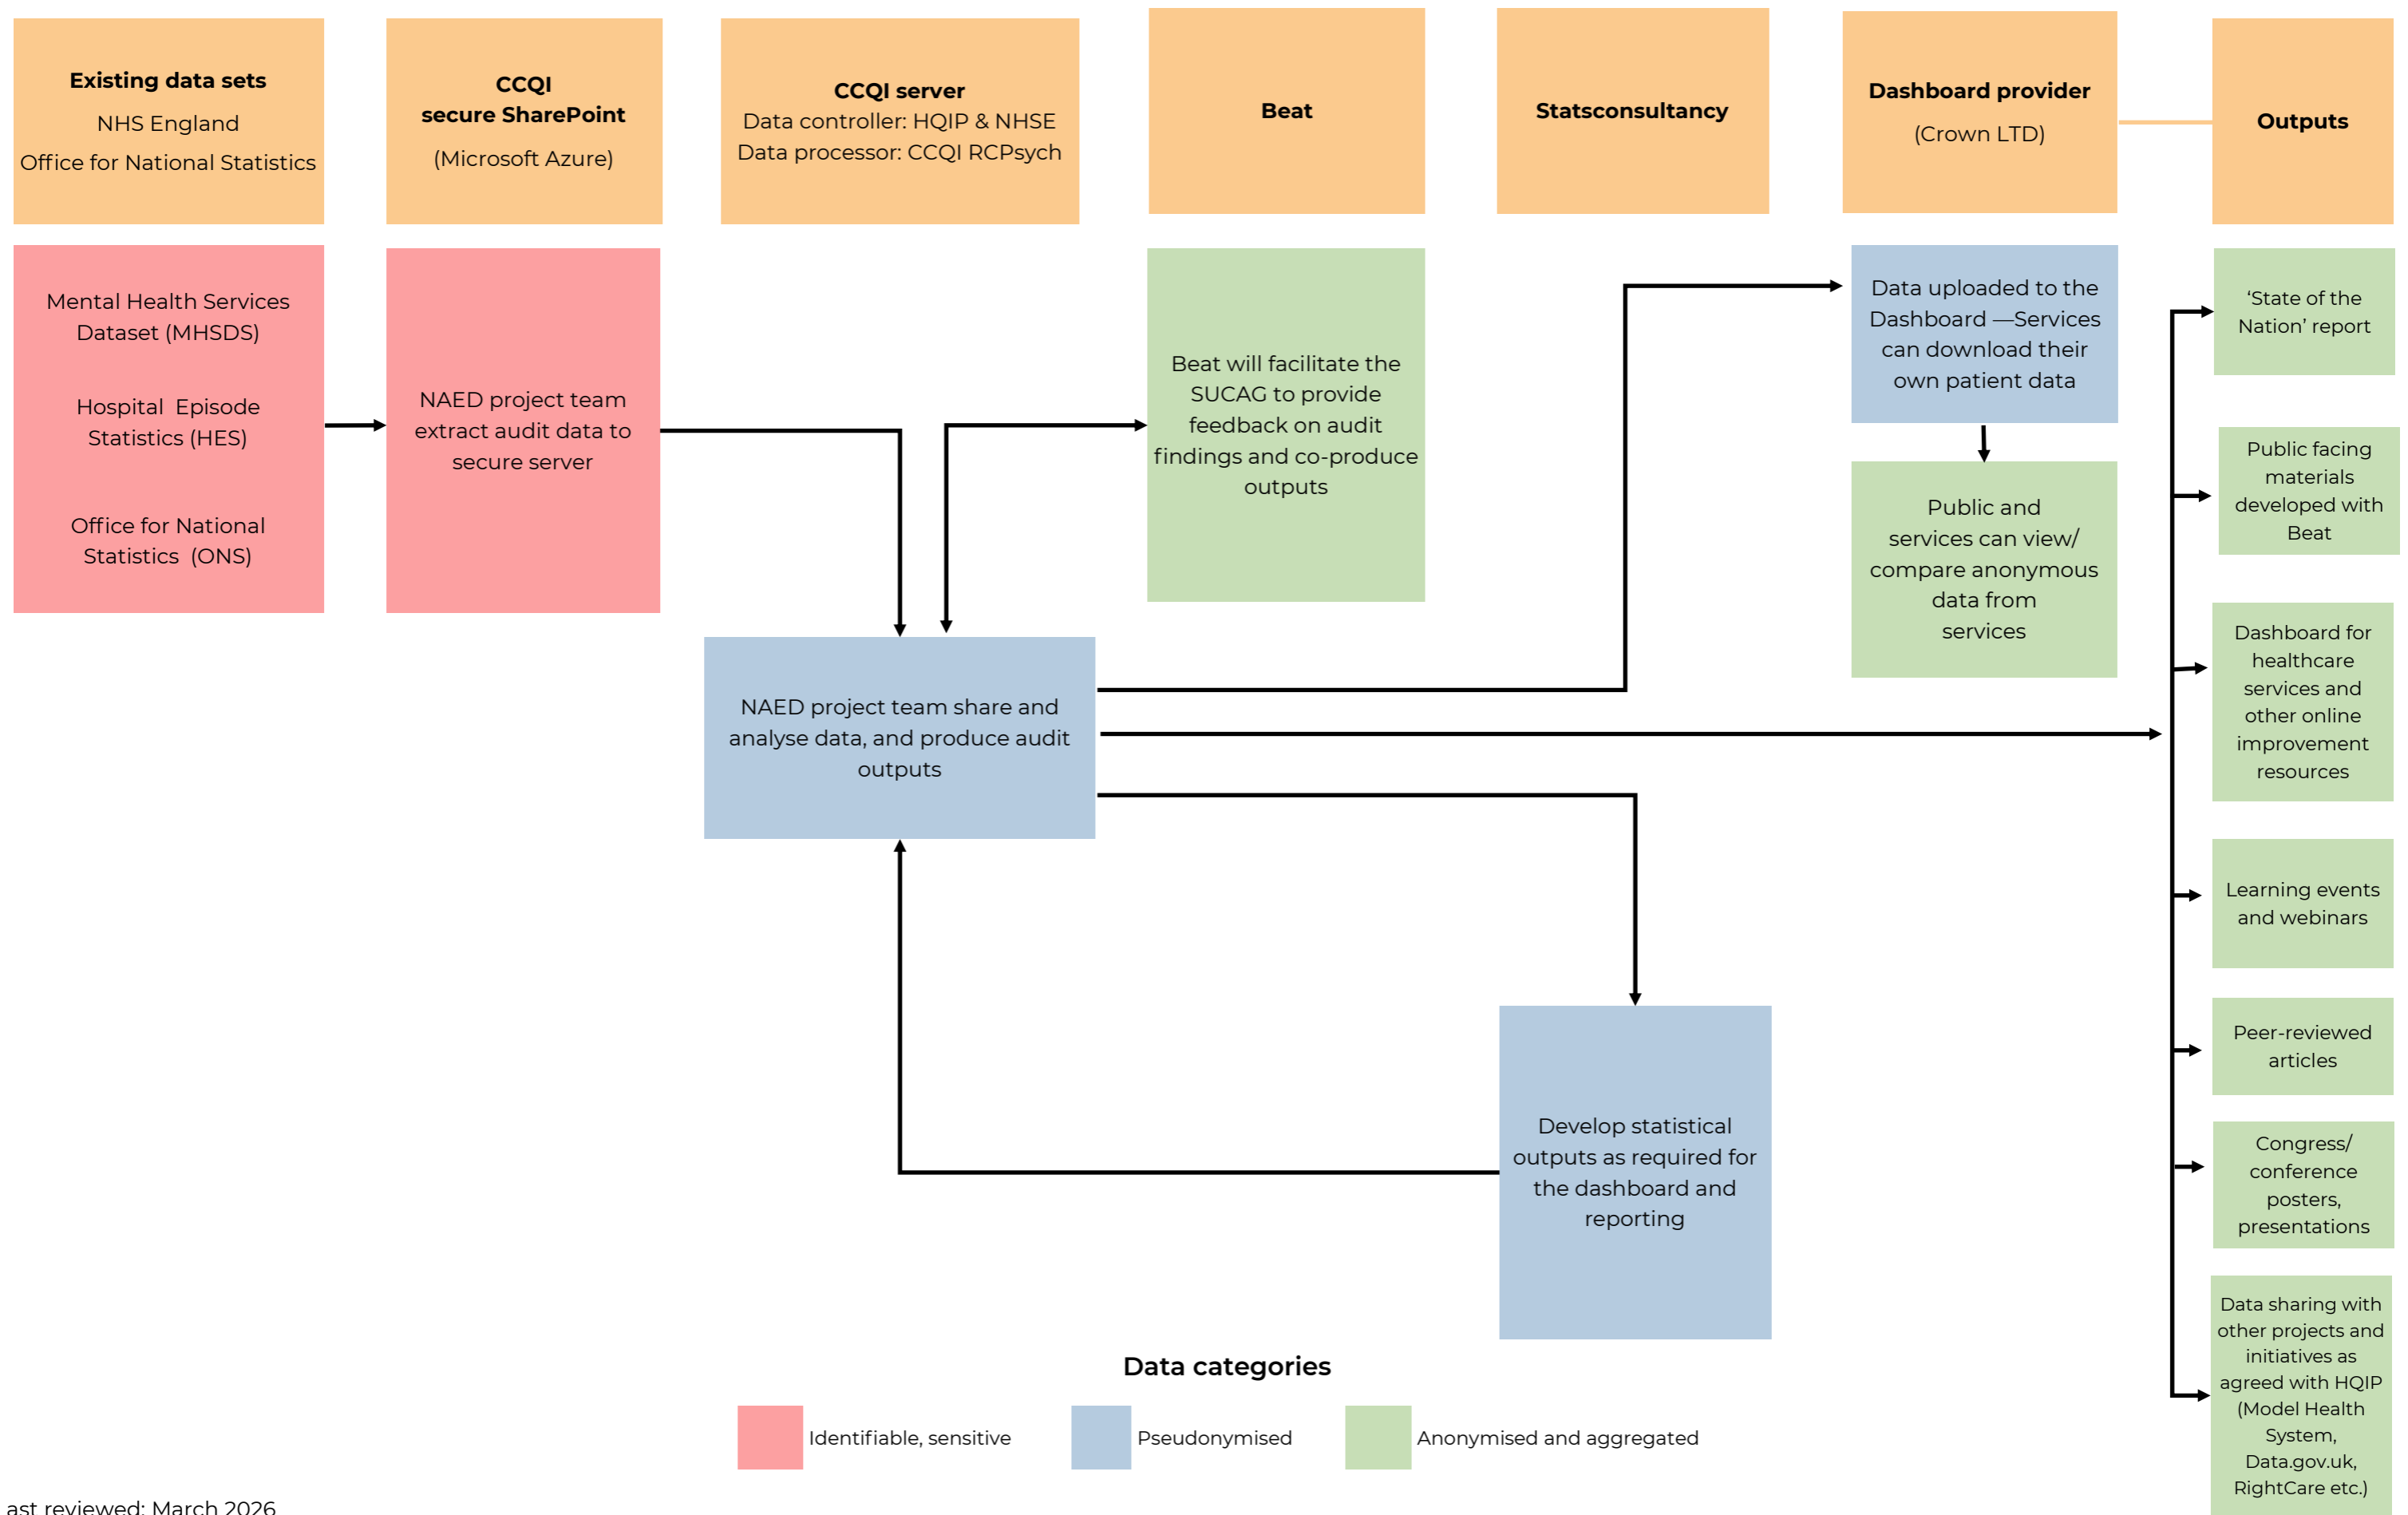 Existing data sets
NHS England
Office for National Statistics
CCQI
secure SharePoint
(Microsoft Azure)
CCQI server
Data controller: HQIP & NHSE
Data processor: CCQI RCPsych
Beat
Statsconsultancy
Dashboard provider
(Crown LTD)
Outputs
Mental Health Services
Dataset (MHSDS)
Hospital Episode
Statistics (HES)
Office for National
Statistics (ONS)
NAED project team
extract audit data to
secure server
Beat will facilitate the
SUCAG to provide
feedback on audit
findings and co-produce
outputs
Data uploaded to the
Dashboard —Services
can download their
own patient data
Public and
services can view/
compare anonymous
data from
services
NAED project team share and
analyse data, and produce audit
outputs
Develop statistical
outputs as required for
the dashboard and
reporting
‘State of the
Nation’ report
Public facing
materials
developed with
Beat
Dashboard for
healthcare
services and
other online
improvement
resources
Learning events
and webinars
Peer-reviewed
articles
Congress/
conference
posters,
presentations
Data sharing with
other projects and
initiatives as
agreed with HQIP
(Model Health
System,
Data.gov.uk,
RightCare etc.)
Data categories
Identifiable, sensitive
Pseudonymised
Anonymised and aggregated
ast reviewed: March 2026